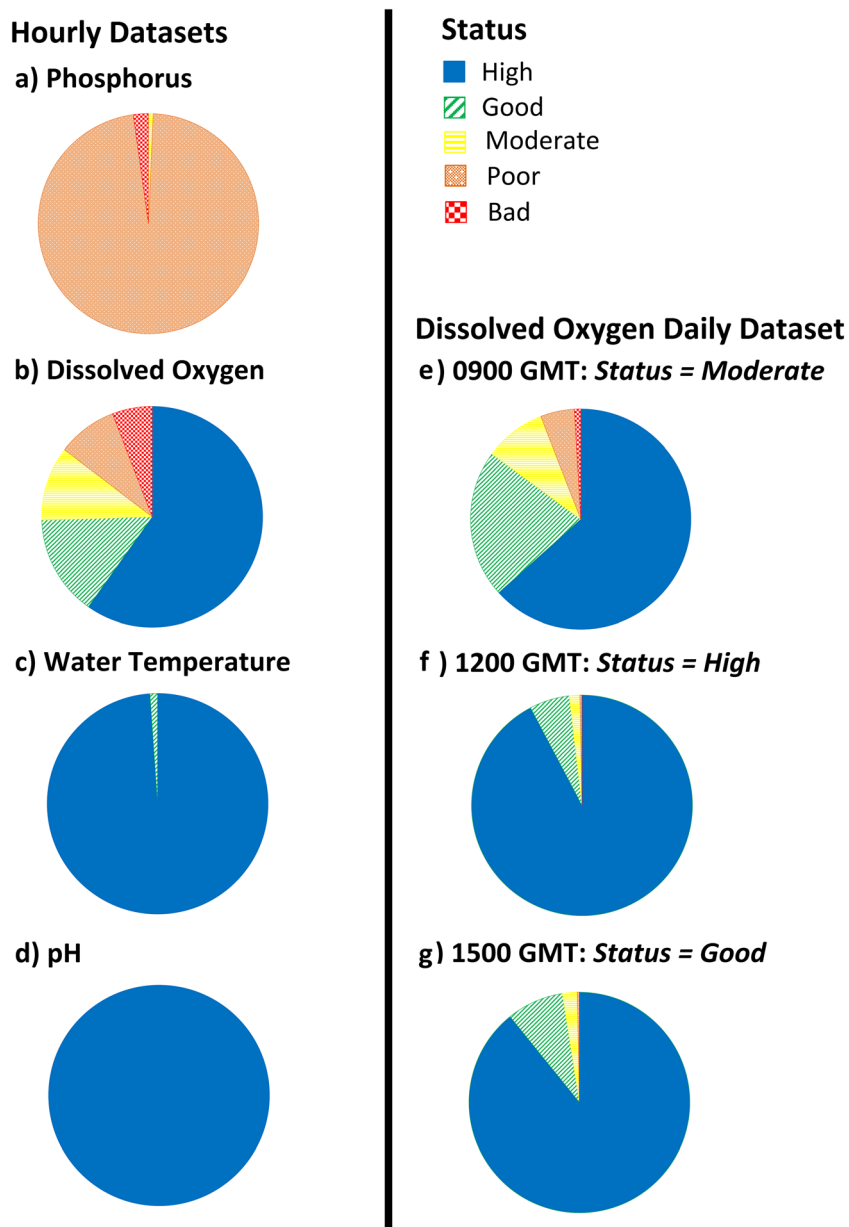 Hourly Datasets
a) Phosphorus
b) Dissolved Oxygen
c) Water Temperature
d) pH
Status
High
Good
Moderate
Poor
Bad
Dissolved Oxygen Daily Dataset
e) 0900 GMT: Status = Moderate
f ) 1200 GMT: Status = High
g) 1500 GMT: Status = Good